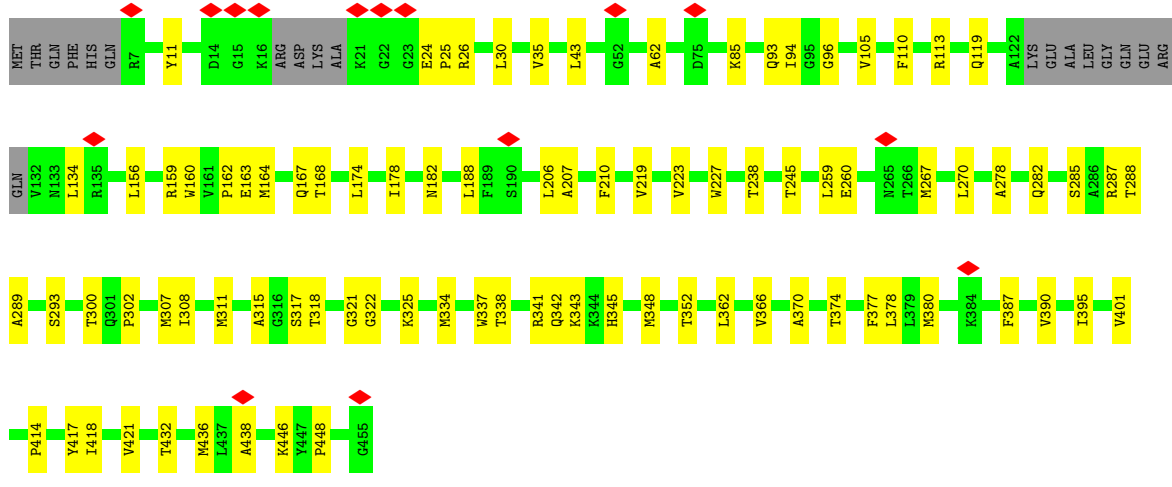 MET THR GLN PHE HIS GLN R7 Y11 D14 G15 K16 ARG ASP LYS ALA K21 G22 G23 E24 P25 R26 L30 V35 L43 G52 A62 D75 K85 Q93 I94 G95 G96 V105 F110 R113 Q119 A122 LYS GLU ALA LEU GLY GLN GLU ARG
GLN V132 N133 L134 R135 L156 R159 W160 V161 P162 E163 M164 Q167 T168 L174 I178 N182 L188 F189 S190 L206 A207 F210 V219 V223 W227 T238 T245 L259 E260 N265 T266 M267 L270 A278 Q282 S285 A286 R287 T288
A289 S293 T300 Q301 P302 M307 I308 M311 A315 G316 S317 T318 G321 G322 K325 M334 W337 T338 R341 Q342 K343 K344 H345 M348 T352 L362 V366 A370 T374 F377 L378 L379 M380 K384 F387 V390 I395 V401
P414 Y417 I418 V421 T432 M436 L437 A438 K446 Y447 P448 G455